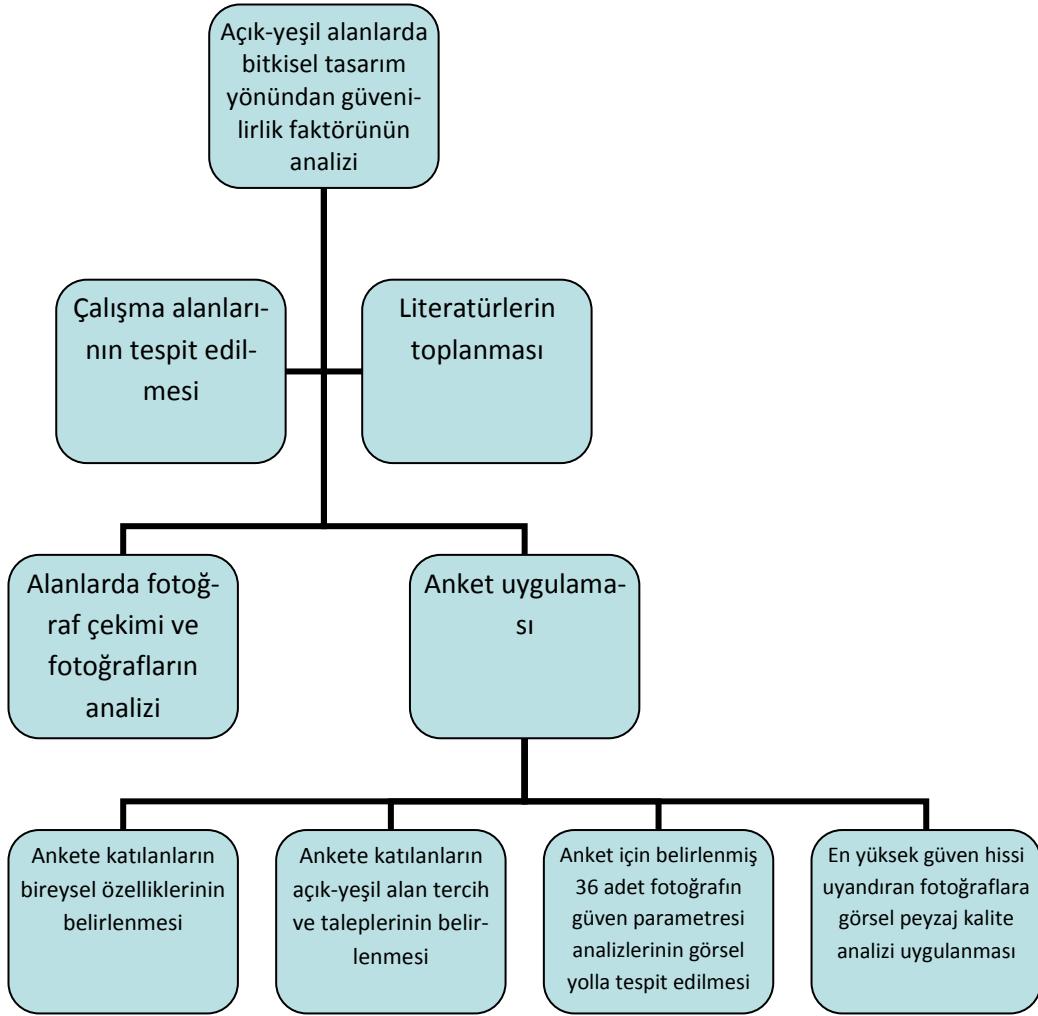 Açık-yeşil alanlarda
bitkisel tasarım
yönündan güveni-
lirlik faktörünün
analizi
Çalışma alanları-
nın tespit edil-
mesi
Literatürlerin
toplanması
Alanlarda fotoğ-
raf çekimi ve
fotoğrafların
analizi
Anket uygulama-
sı
Ankete katılanların
bireysel özelliklerinin
belirlenmesi
Ankete katılanların
açık-yeşil alan tercih
ve taleplerinin belir-
lenmesi
Anket için belirlenmiş
36 adet fotoğrafın
güven parametresi
analizlerinin görsel
yolla tespit edilmesi
En yüksek güven hissi
uyandıran fotoğraflara
görsel peyzaj kalite
analizi uygulanması